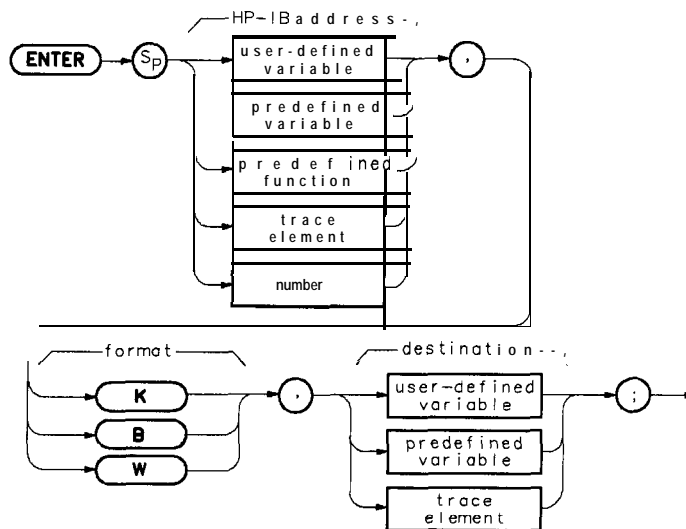 HP-IB address
ENTER
Sp
user-defined
variable
,
predefined
variable
predefined
function
trace
element
number
format
destination
K
B
W
,
user-defined
variable
;
predefined
variable
trace
element